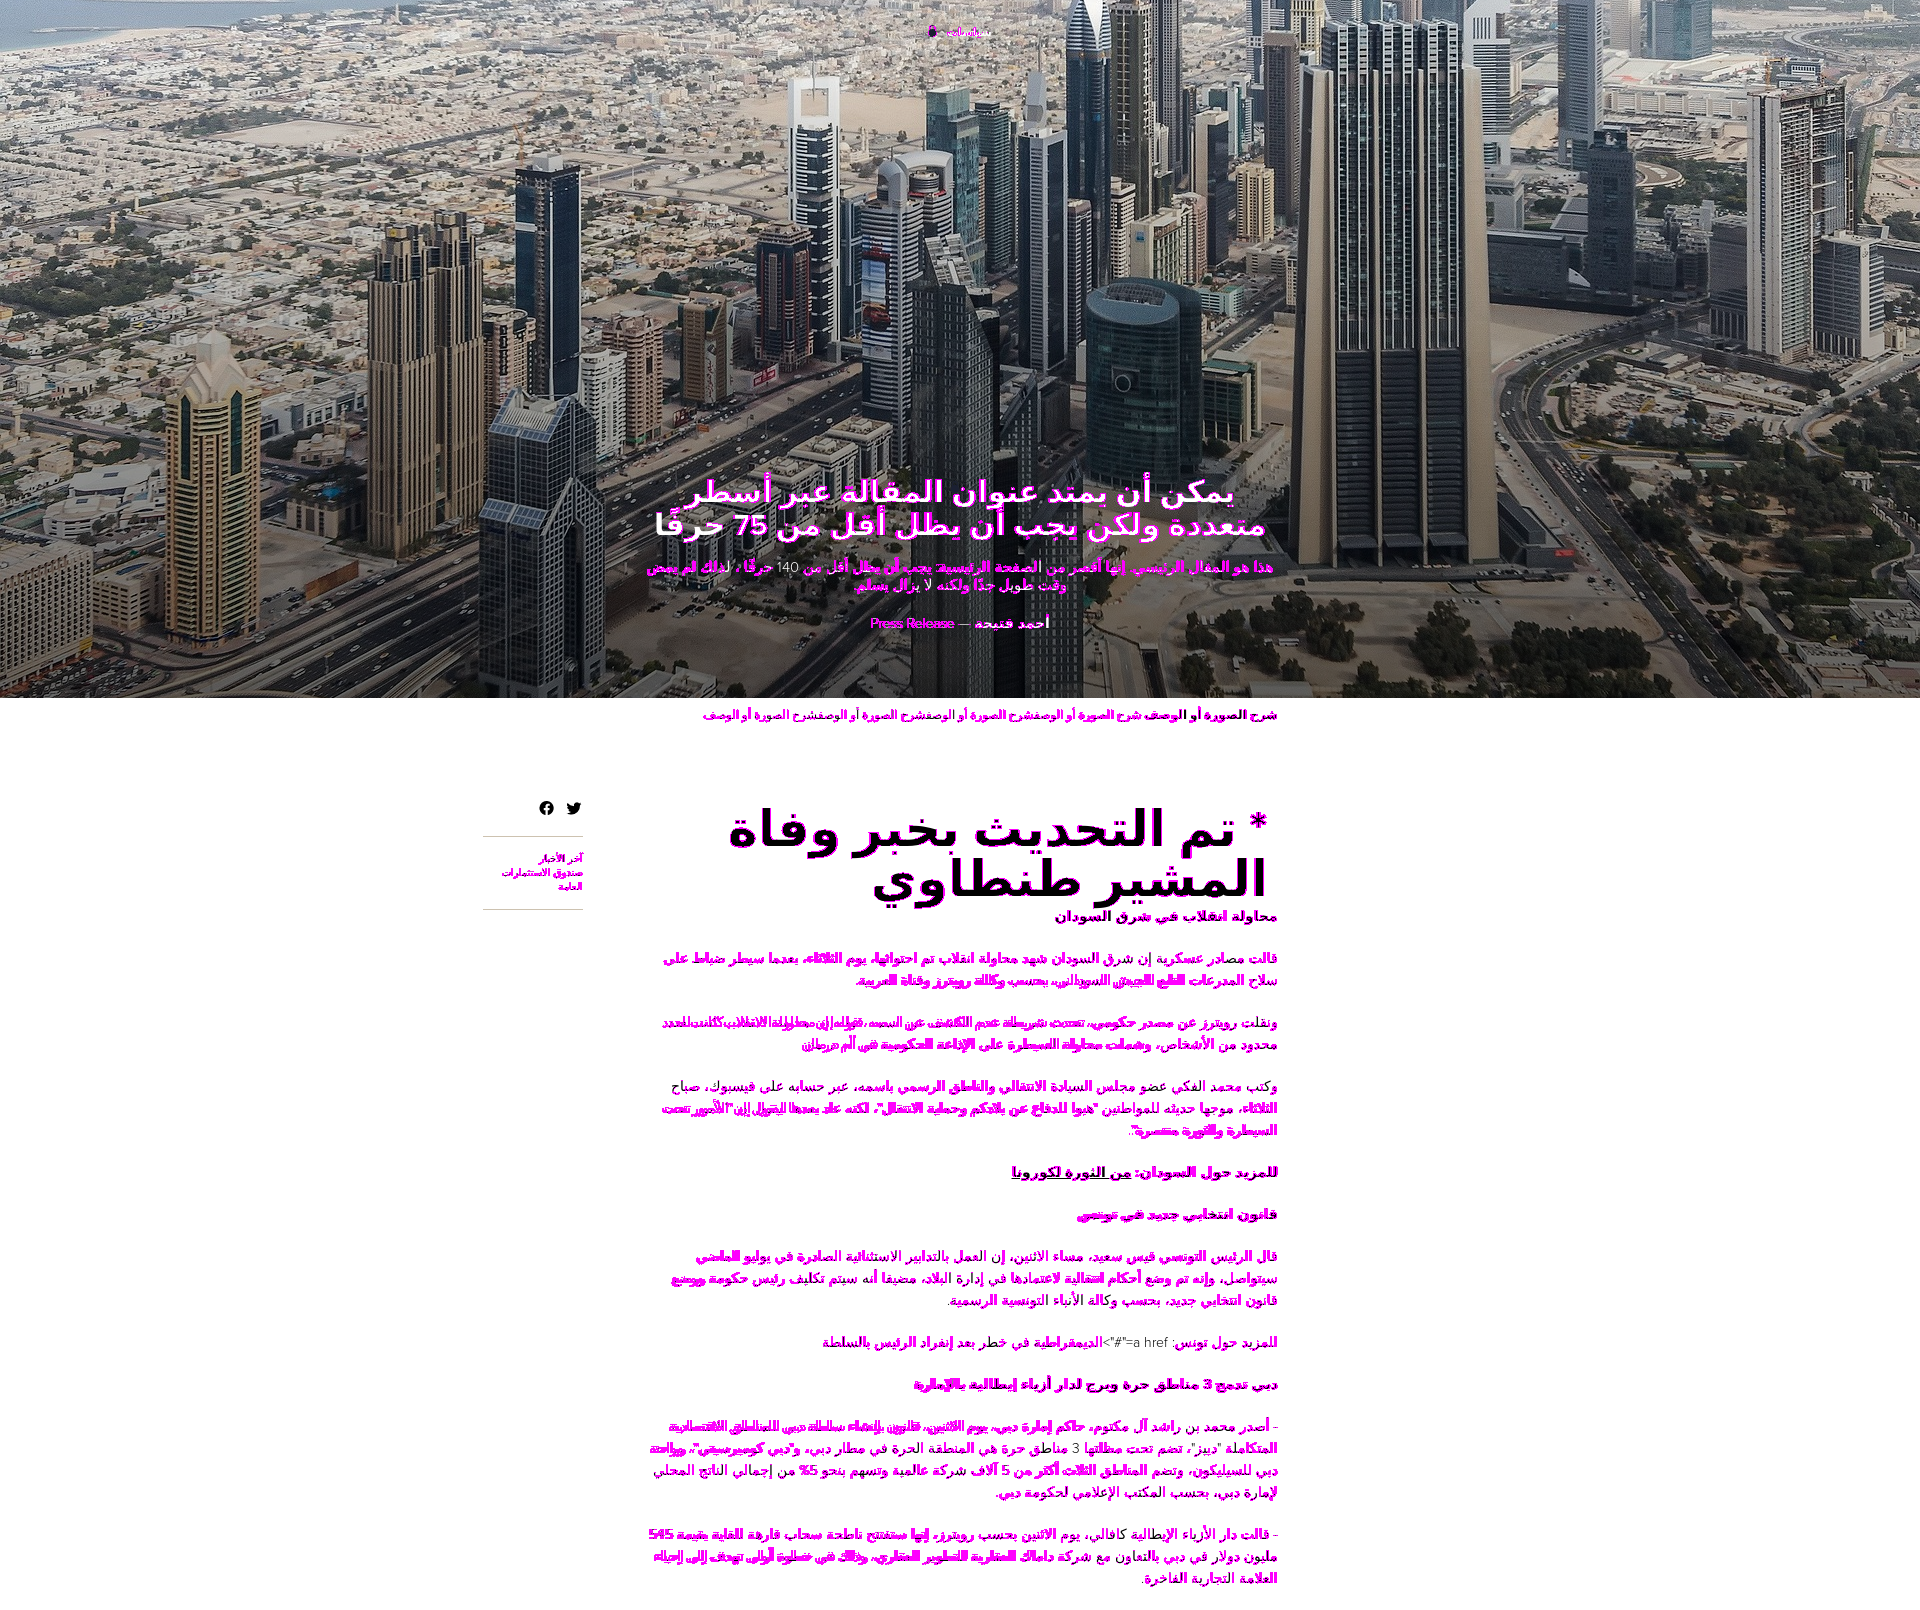 يمكن أن يمتد عنوان المقالة عبر أسطر
متعددة ولكن يجب أن يظل أقل من 75 حرفًا
هذا هو المقال الرئيسي. إنها أقصر من الصفحة الرئيسية: يجب أن يظل أقل من 140 حرفًا ، لذلك لم يمض
وقت طويل جدًا ولكنه لا يزال يتسلم.
أحمد فتيحة — Press Release
شرح الصورة أو الوصف شرح الصورة أو الوصفشرح الصورة أو الوصفشرح الصورة أو الوصفشرح الصورة أو الوصف
* تم التحديث بخبر وفاة
المشير طنطاوي
آخر الأخبار
صندوق الاستثمارات
العامة
محاولة انقلاب في شرق السودان
قالت مصادر عسكرية إن شرق السودان شهد محاولة انقلاب تم احتوائها، يوم الثلاثاء، بعدما سيطر ضباط على
سلاح المدرعات التابع للجيش السوداني، بحسب وكالة رويترز وقناة العربية.
ونقلت رويترز عن مصدر حكومي، تحدث شريطة عدم الكشف عن اسمه، قوله إن محاولة الانقلاب كانت لعدد
محدود من الأشخاص، وشملت محاولة السيطرة على الإذاعة الحكومية في أم درمان
وكتب محمد الفكي عضو مجلس السيادة الانتقالي والناطق الرسمي باسمه، عبر حسابه على فيسبوك، صباح
الثلاثاء، موجها حديثه للمواطنين "هبوا للدفاع عن بلادكم وحماية الانتقال"، لكنه عاد بعدها ليقول إن "الأمور تحت
السيطرة والثورة منتصرة".
للمزيد حول السودان: من الثورة لكورونا
قانون انتخابي جديد في تونس
قال الرئيس التونسي قيس سعيد، مساء الاثنين، إن العمل بالتدابير الاستثنائية الصادرة في يوليو الماضي
سيتواصل، وإنه تم وضع أحكام انتقالية لاعتمادها في إدارة البلاد، مضيفا أنه سيتم تكليف رئيس حكومة ووضع
قانون انتخابي جديد، بحسب وكالة الأنباء التونسية الرسمية.
للمزيد حول تونس: a href="#">الديمقراطية في خطر بعد إنفراد الرئيس بالسلطة
دبي تدمج 3 مناطق حرة وبرج لدار أزياء إيطالية بالإمارة
- أصدر محمد بن راشد آل مكتوم، حاكم إمارة دبي، يوم الاثنين، قانون بإنشاء سلطة دبي للمناطق الاقتصادية
المتكاملة "دييز"، تضم تحت مظلتها 3 مناطق حرة هي المنطقة الحرة في مطار دبي، و"دبي كوميرسيتي"، وواحة
دبي للسيليكون، وتضم المناطق الثلاث أكثر من 5 آلاف شركة عالمية وتسهم بنحو 5% من إجمالي الناتج المحلي
لإمارة دبي، بحسب المكتب الإعلامي لحكومة دبي.
- قالت دار الأزياء الإيطالية كافالي، يوم الاثنين بحسب رويترز، إنها ستفتتح ناطحة سحاب فارهة للغاية بقيمة 545
مليون دولار في دبي بالتعاون مع شركة داماك العقارية للتطوير العقاري، وذلك في خطوة أولى تهدف إلى إحياء
العلامة التجارية الفاخرة.